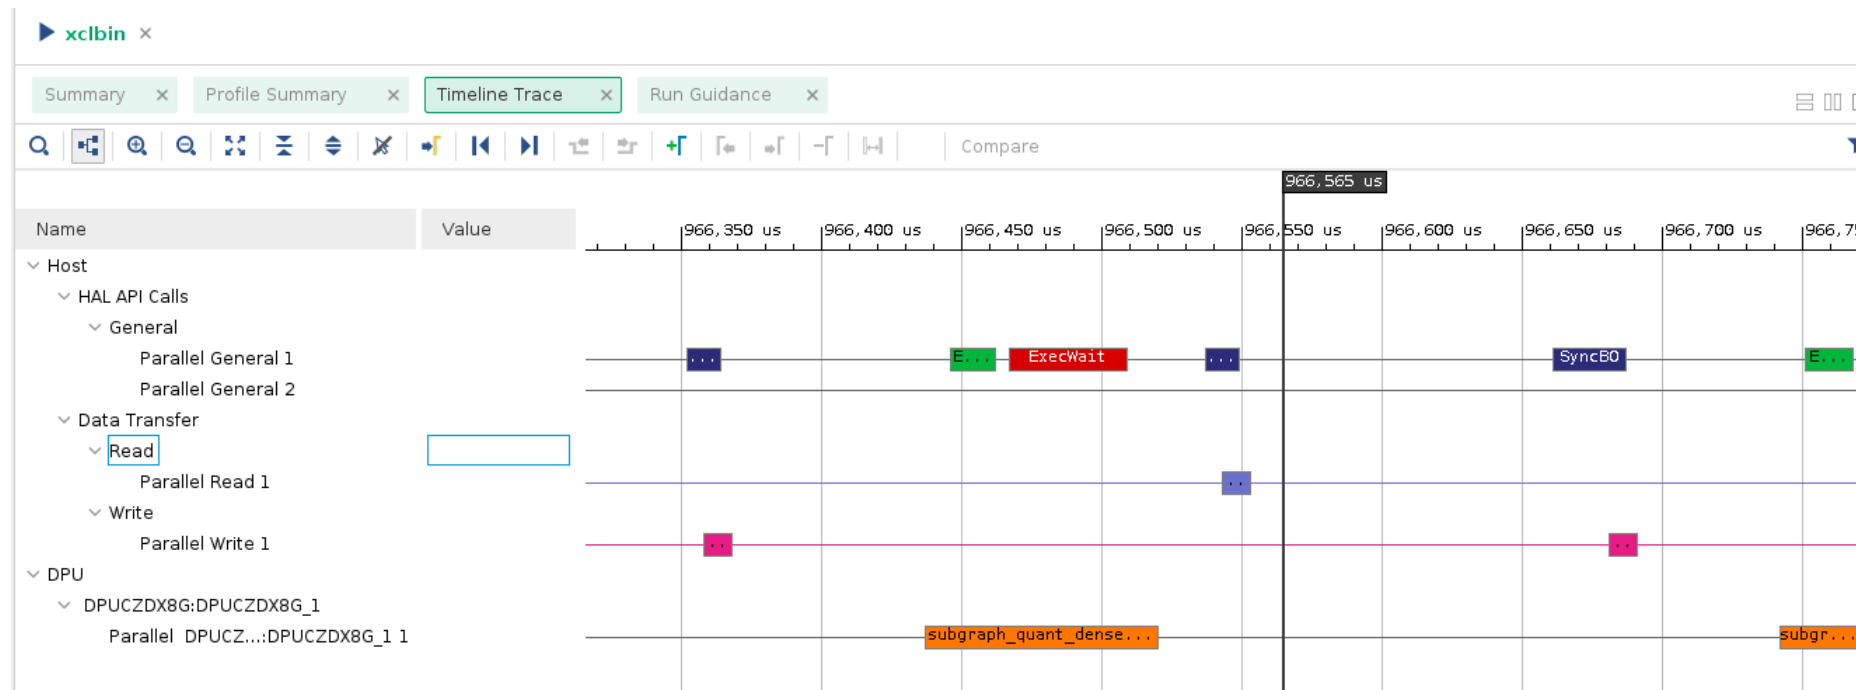 xclbin
Summary Profile Summary Timeline Trace Run Guidance
Compare
966,565 us
Name Value 966,350 us 966,400 us 966,450 us 966,500 us 966,550 us 966,600 us 966,650 us 966,700 us 966,7
Host
HAL API Calls
General
Parallel General 1 ... E... ExecWait ... SyncBO E...
Parallel General 2
Data Transfer
Read
Parallel Read 1 ..
Write
Parallel Write 1 .. ..
DPU
DPUCZDX8G:DPUCZDX8G_1
Parallel DPUCZ...:DPUCZDX8G_1 1 subgraph_quant_dense... subgr...